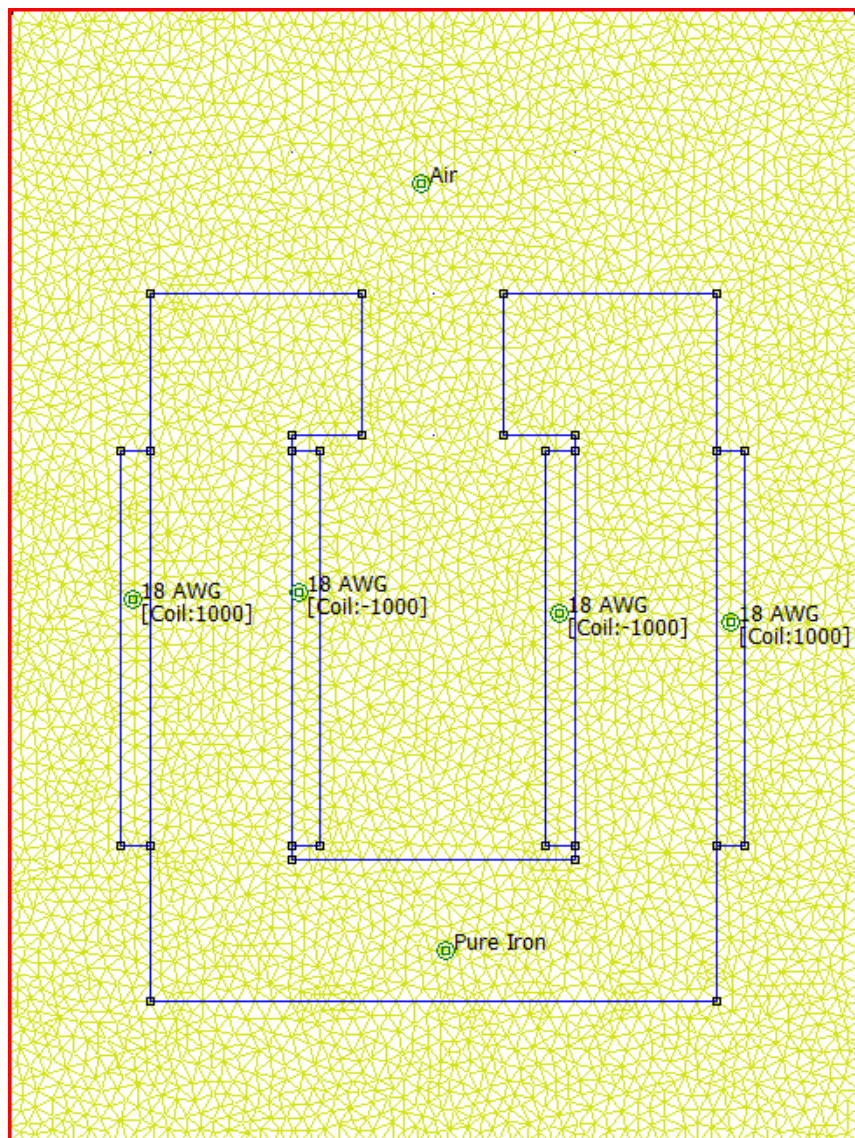 Air
18 AWG
[Coil:1000]
18 AWG
[Coil:-1000]
18 AWG
[Coil:-1000]
18 AWG
[Coil:1000]
Pure Iron